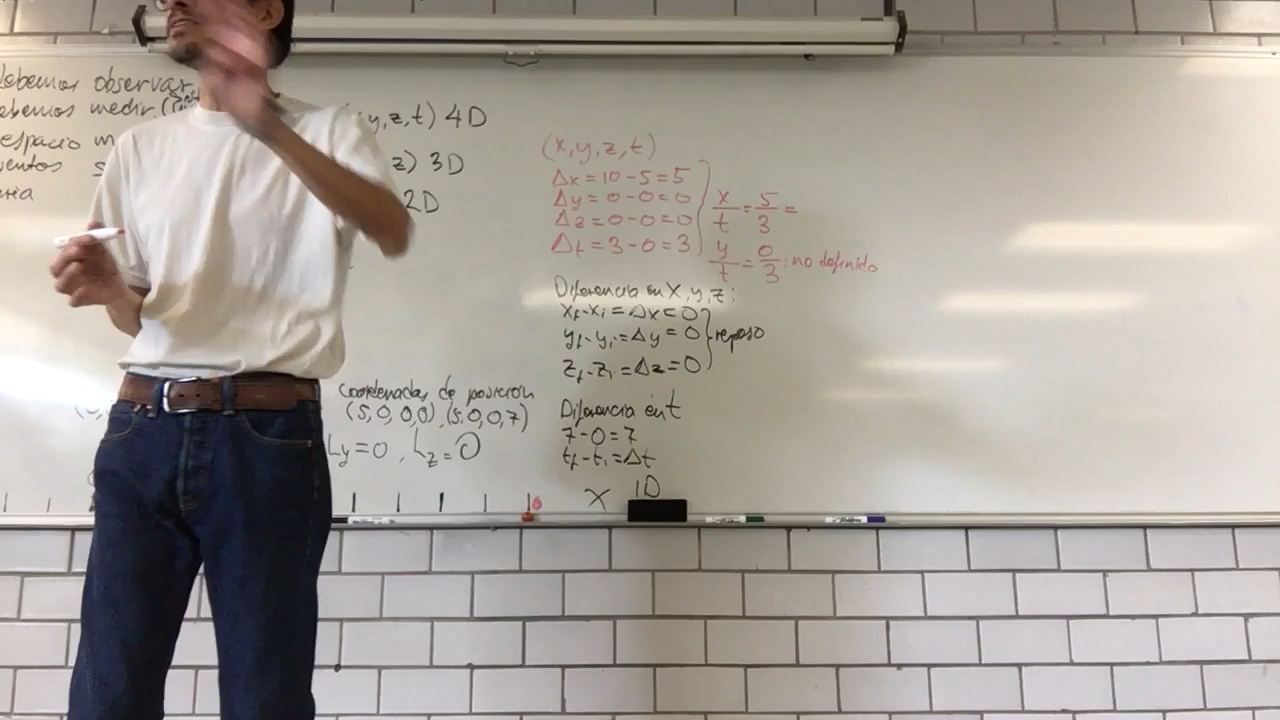 debemos observar
debemos medir
espacio
(x,y,z,t) 4D
z) 3D
2D
(x,y,z,t)
Δx = 10 - 5 = 5
Δy = 0 - 0 = 0
Δz = 0 - 0 = 0
Δt = 3 - 0 = 3
x/t = 5/3 =
y/t = 0/3 : no definido
Diferencia en x, y, z :
xf - xi = Δx = 0
yf - yi = Δy = 0
zf - zi = Δz = 0
reposo
coordenadas de posición
(5,0,0,0), (5,0,0,7)
Ly = 0 , Lz = 0
Diferencia en t
7 - 0 = 7
tf - ti = Δt
x 1D